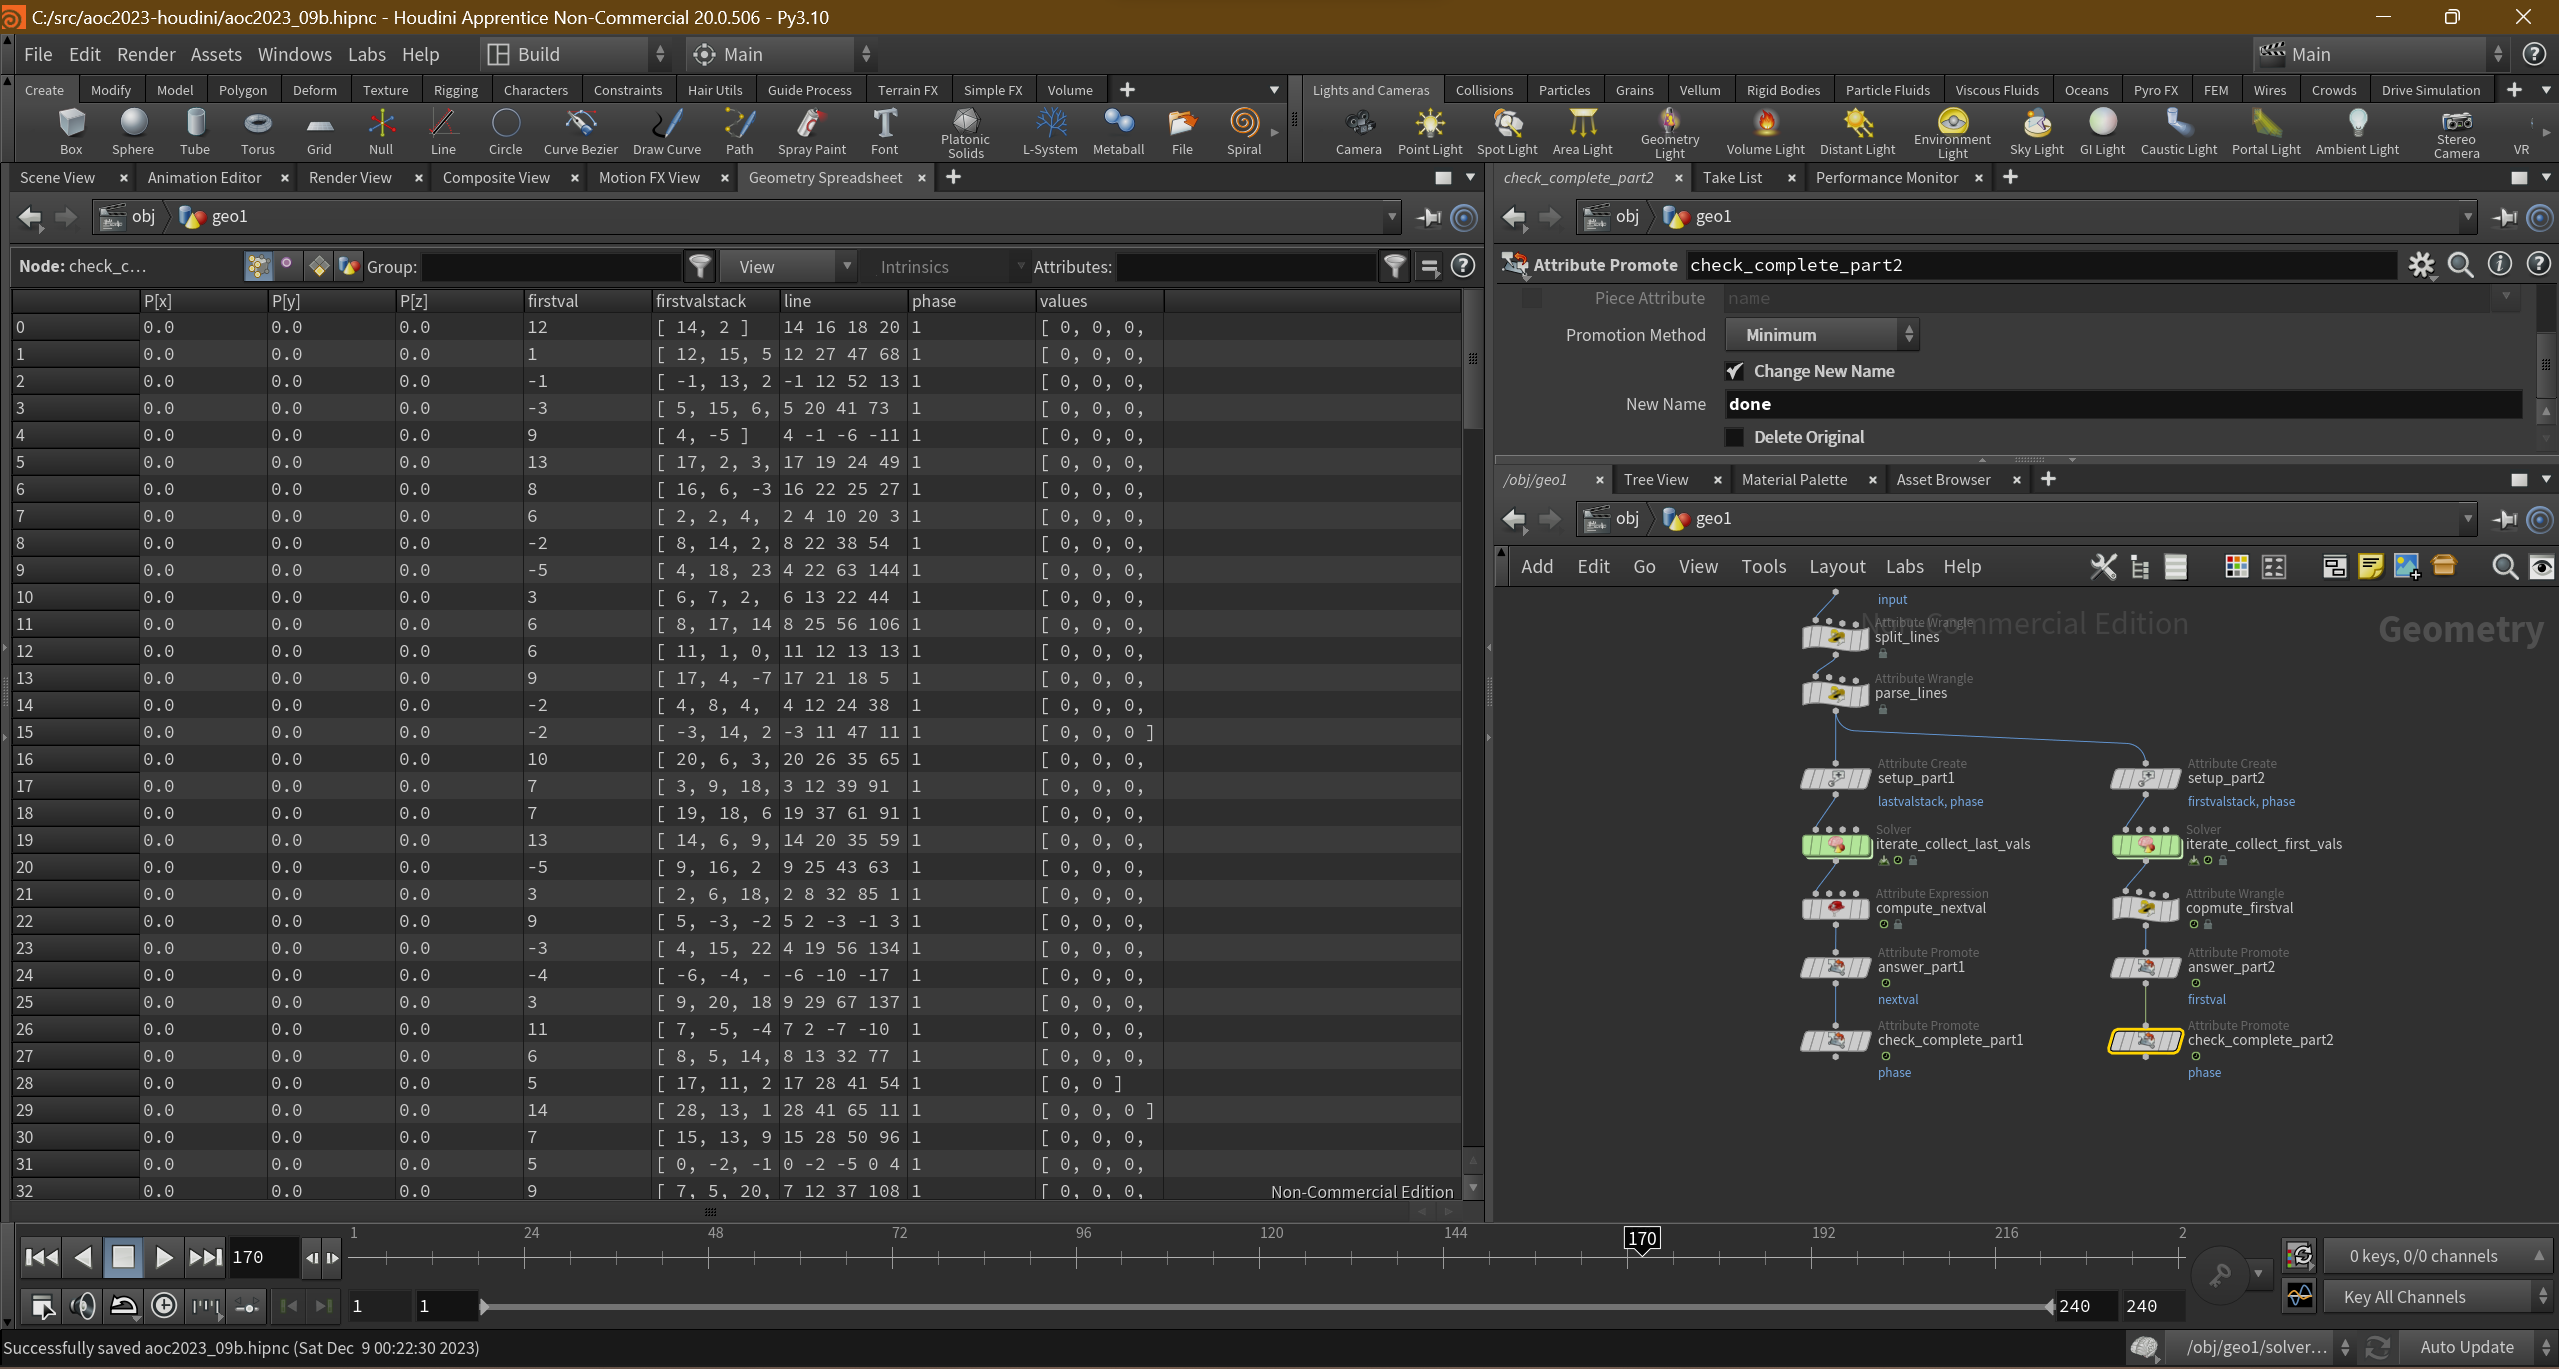 C:/src/aoc2023-houdini/aoc2023_09b.hipnc - Houdini Apprentice Non-Commercial 20.0.506 - Py3.10
File Edit Render Assets Windows Labs Help Build Main Main
Create Modify Model Polygon Deform Texture Rigging Characters Constraints Hair Utils Guide Process Terrain FX Simple FX Volume
Lights and Cameras Collisions Particles Grains Vellum Rigid Bodies Particle Fluids Viscous Fluids Oceans Pyro FX FEM Wires Crowds Drive Simulation
Box Sphere Tube Torus Grid Null Line Circle Curve Bezier Draw Curve Path Spray Paint Font Platonic Solids L-System Metaball File Spiral
Camera Point Light Spot Light Area Light Geometry Light Volume Light Distant Light Environment Light Sky Light GI Light Caustic Light Portal Light Ambient Light Stereo Camera VR
Scene View Animation Editor Render View Composite View Motion FX View Geometry Spreadsheet
obj geo1
Node: check_c... Group: View Intrinsics Attributes:
P[x] P[y] P[z] firstval firstvalstack line phase values
0 0.0 0.0 0.0 12 [ 14, 2 ] 14 16 18 20 1 [ 0, 0, 0,
1 0.0 0.0 0.0 1 [ 12, 15, 5 12 27 47 68 1 [ 0, 0, 0,
2 0.0 0.0 0.0 -1 [ -1, 13, 2 -1 12 52 13 1 [ 0, 0, 0,
3 0.0 0.0 0.0 -3 [ 5, 15, 6, 5 20 41 73 1 [ 0, 0, 0,
4 0.0 0.0 0.0 9 [ 4, -5 ] 4 -1 -6 -11 1 [ 0, 0, 0,
5 0.0 0.0 0.0 13 [ 17, 2, 3, 17 19 24 49 1 [ 0, 0, 0,
6 0.0 0.0 0.0 8 [ 16, 6, -3 16 22 25 27 1 [ 0, 0, 0,
7 0.0 0.0 0.0 6 [ 2, 2, 4, 2 4 10 20 3 1 [ 0, 0, 0,
8 0.0 0.0 0.0 -2 [ 8, 14, 2, 8 22 38 54 1 [ 0, 0, 0,
9 0.0 0.0 0.0 -5 [ 4, 18, 23 4 22 63 144 1 [ 0, 0, 0,
10 0.0 0.0 0.0 3 [ 6, 7, 2, 6 13 22 44 1 [ 0, 0, 0,
11 0.0 0.0 0.0 6 [ 8, 17, 14 8 25 56 106 1 [ 0, 0, 0,
12 0.0 0.0 0.0 6 [ 11, 1, 0, 11 12 13 13 1 [ 0, 0, 0,
13 0.0 0.0 0.0 9 [ 17, 4, -7 17 21 18 5 1 [ 0, 0, 0,
14 0.0 0.0 0.0 -2 [ 4, 8, 4, 4 12 24 38 1 [ 0, 0, 0,
15 0.0 0.0 0.0 -2 [ -3, 14, 2 -3 11 47 11 1 [ 0, 0, 0 ]
16 0.0 0.0 0.0 10 [ 20, 6, 3, 20 26 35 65 1 [ 0, 0, 0,
17 0.0 0.0 0.0 7 [ 3, 9, 18, 3 12 39 91 1 [ 0, 0, 0,
18 0.0 0.0 0.0 7 [ 19, 18, 6 19 37 61 91 1 [ 0, 0, 0,
19 0.0 0.0 0.0 13 [ 14, 6, 9, 14 20 35 59 1 [ 0, 0, 0,
20 0.0 0.0 0.0 -5 [ 9, 16, 2 9 25 43 63 1 [ 0, 0, 0,
21 0.0 0.0 0.0 3 [ 2, 6, 18, 2 8 32 85 1 1 [ 0, 0, 0,
22 0.0 0.0 0.0 9 [ 5, -3, -2 5 2 -3 -1 3 1 [ 0, 0, 0,
23 0.0 0.0 0.0 -3 [ 4, 15, 22 4 19 56 134 1 [ 0, 0, 0,
24 0.0 0.0 0.0 -4 [ -6, -4, - -6 -10 -17 1 [ 0, 0, 0,
25 0.0 0.0 0.0 3 [ 9, 20, 18 9 29 67 137 1 [ 0, 0, 0,
26 0.0 0.0 0.0 11 [ 7, -5, -4 7 2 -7 -10 1 [ 0, 0, 0,
27 0.0 0.0 0.0 6 [ 8, 5, 14, 8 13 32 77 1 [ 0, 0, 0,
28 0.0 0.0 0.0 5 [ 17, 11, 2 17 28 41 54 1 [ 0, 0 ]
29 0.0 0.0 0.0 14 [ 28, 13, 1 28 41 65 11 1 [ 0, 0, 0 ]
30 0.0 0.0 0.0 7 [ 15, 13, 9 15 28 50 96 1 [ 0, 0, 0,
31 0.0 0.0 0.0 5 [ 0, -2, -1 0 -2 -5 0 4 1 [ 0, 0, 0,
32 0.0 0.0 0.0 9 [ 7, 5, 20, 7 12 37 108 1 [ 0, 0, 0,
Non-Commercial Edition
check_complete_part2 Take List Performance Monitor
obj geo1
Attribute Promote check_complete_part2
Piece Attribute name
Promotion Method Minimum
Change New Name
New Name done
Delete Original
/obj/geo1 Tree View Material Palette Asset Browser
obj geo1
Add Edit Go View Tools Layout Labs Help
Non-Commercial Edition
Geometry
input
Attribute Wrangle
split_lines
Attribute Wrangle
parse_lines
Attribute Create
setup_part1
lastvalstack, phase
Attribute Create
setup_part2
firstvalstack, phase
Solver
iterate_collect_last_vals
Solver
iterate_collect_first_vals
Attribute Expression
compute_nextval
Attribute Wrangle
copmute_firstval
Attribute Promote
answer_part1
nextval
Attribute Promote
answer_part2
firstval
Attribute Promote
check_complete_part1
phase
Attribute Promote
check_complete_part2
phase
170 1 24 48 72 96 120 144 170 192 216 2
0 keys, 0/0 channels
1 1 240 240
Key All Channels
Successfully saved aoc2023_09b.hipnc (Sat Dec 9 00:22:30 2023)
/obj/geo1/solver... Auto Update